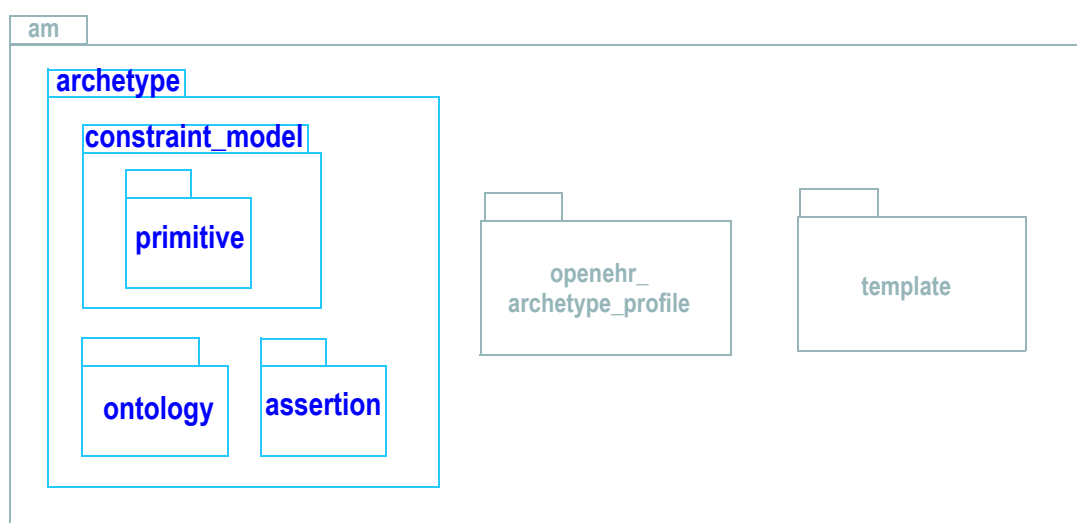 am
archetype
constraint_model
primitive
openehr_
archetype_profile
template
ontology
assertion